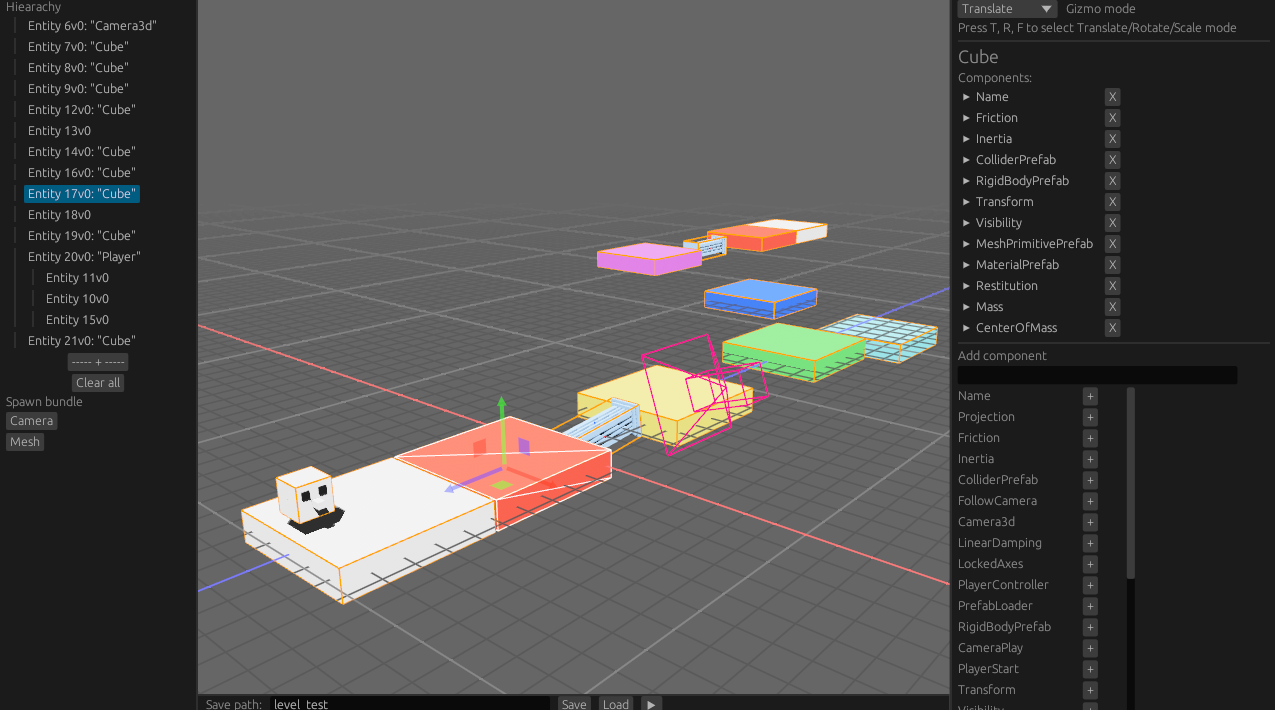 Hiearachy
Entity 6v0: "Camera3d"
Entity 7v0: "Cube"
Entity 8v0: "Cube"
Entity 9v0: "Cube"
Entity 12v0: "Cube"
Entity 13v0
Entity 14v0: "Cube"
Entity 16v0: "Cube"
Entity 17v0: "Cube"
Entity 18v0
Entity 19v0: "Cube"
Entity 20v0: "Player"
Entity 11v0
Entity 10v0
Entity 15v0
Entity 21v0: "Cube"
----- + -----
Clear all
Spawn bundle
Camera
Mesh
Save path: level_test Save Load
Translate Gizmo mode
Press T, R, F to select Translate/Rotate/Scale mode
Cube
Components:
Name X
Friction X
Inertia X
ColliderPrefab X
RigidBodyPrefab X
Transform X
Visibility X
MeshPrimitivePrefab X
MaterialPrefab X
Restitution X
Mass X
CenterOfMass X
Add component
Name +
Projection +
Friction +
Inertia +
ColliderPrefab +
FollowCamera +
Camera3d +
LinearDamping +
LockedAxes +
PlayerController +
PrefabLoader +
RigidBodyPrefab +
CameraPlay +
PlayerStart +
Transform +
Visibility +